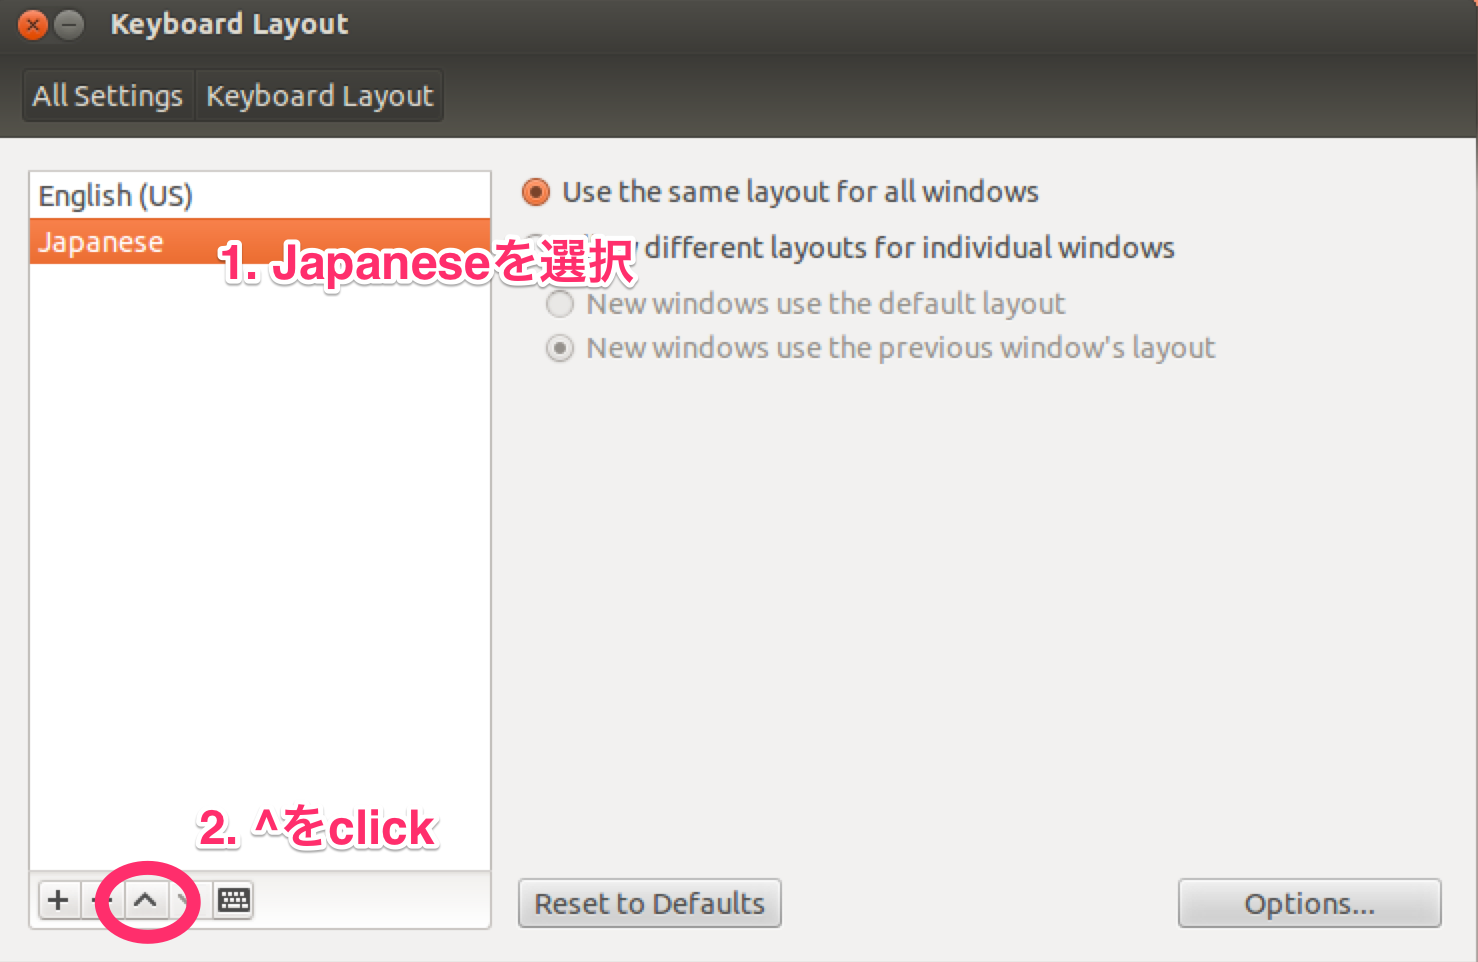 Keyboard Layout
All Settings Keyboard Layout
English (US)
Japanese
1. Japaneseを選択
Use the same layout for all windows
different layouts for individual windows
New windows use the default layout
New windows use the previous window's layout
2. ^をclick
Reset to Defaults
Options...